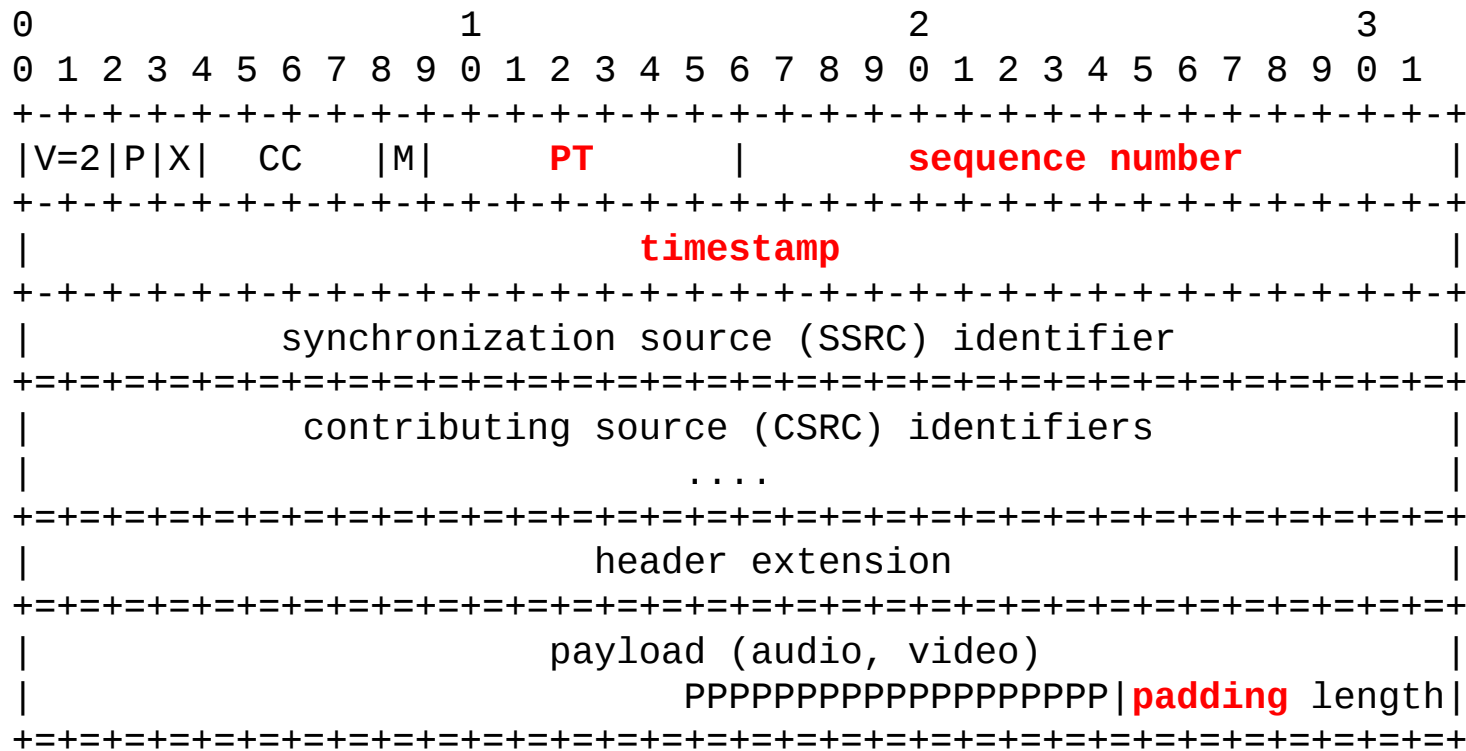 0                   1                   2                   3
0 1 2 3 4 5 6 7 8 9 0 1 2 3 4 5 6 7 8 9 0 1 2 3 4 5 6 7 8 9 0 1
+-+-+-+-+-+-+-+-+-+-+-+-+-+-+-+-+-+-+-+-+-+-+-+-+-+-+-+-+-+-+-+-+
|V=2|P|X|  CC   |M|     PT      |       sequence number         |
+-+-+-+-+-+-+-+-+-+-+-+-+-+-+-+-+-+-+-+-+-+-+-+-+-+-+-+-+-+-+-+-+
|                           timestamp                           |
+-+-+-+-+-+-+-+-+-+-+-+-+-+-+-+-+-+-+-+-+-+-+-+-+-+-+-+-+-+-+-+-+
|           synchronization source (SSRC) identifier            |
+=+=+=+=+=+=+=+=+=+=+=+=+=+=+=+=+=+=+=+=+=+=+=+=+=+=+=+=+=+=+=+=+
|            contributing source (CSRC) identifiers             |
|                             ....                              |
+=+=+=+=+=+=+=+=+=+=+=+=+=+=+=+=+=+=+=+=+=+=+=+=+=+=+=+=+=+=+=+=+
|                         header extension                      |
+=+=+=+=+=+=+=+=+=+=+=+=+=+=+=+=+=+=+=+=+=+=+=+=+=+=+=+=+=+=+=+=+
|                       payload (audio, video)                  |
|                             PPPPPPPPPPPPPPPPPPP|padding length|
+=+=+=+=+=+=+=+=+=+=+=+=+=+=+=+=+=+=+=+=+=+=+=+=+=+=+=+=+=+=+=+=+